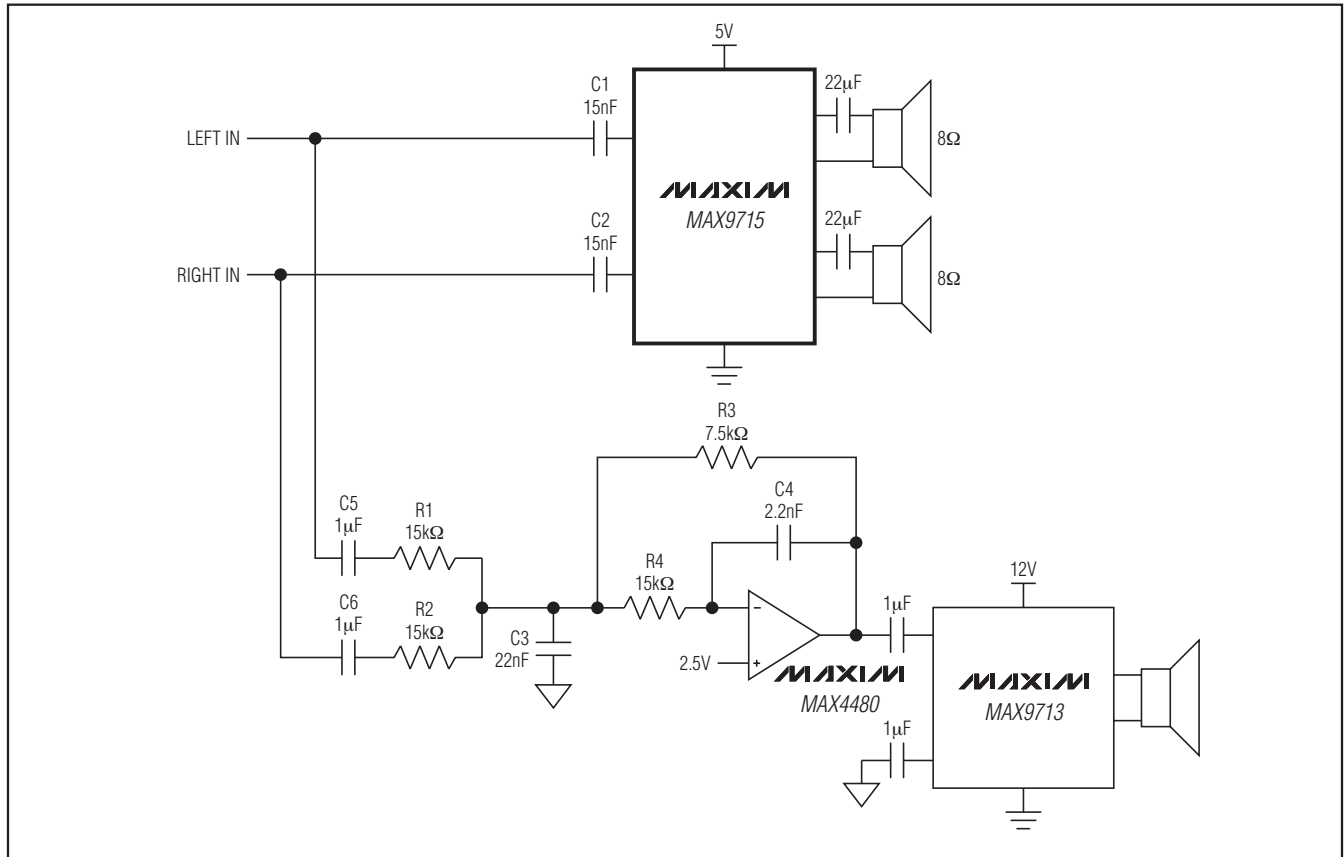 5V
C1
15nF
22µF
LEFT IN
8Ω
MAXIM
MAX9715
C2
15nF
22µF
RIGHT IN
8Ω
R3
7.5kΩ
C4
2.2nF
C5
1µF
R1
15kΩ
R4
15kΩ
12V
C6
1µF
R2
15kΩ
C3
22nF
−
1µF
2.5V
+
MAXIM
MAX4480
MAXIM
MAX9713
1µF